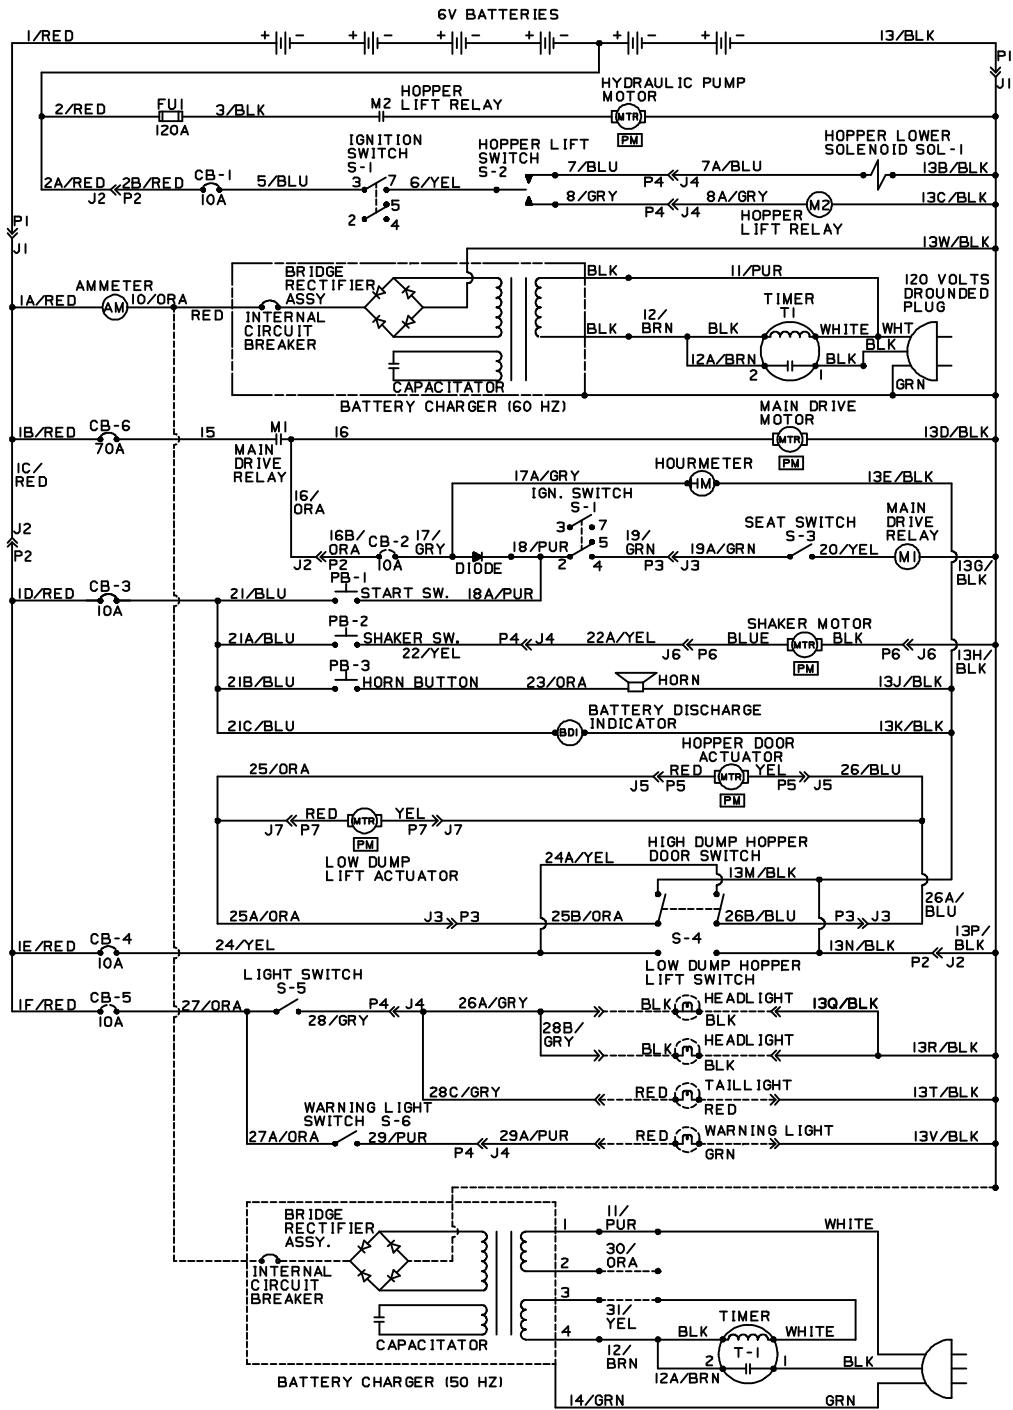 6V BATTERIES
1/RED
+ + + + + +
13/BLK
P1
J1
HYDRAULIC PUMP
MOTOR
HOPPER
LIFT RELAY
M2
2/RED
FU1
120A
3/BLK
MTR
PM
IGNITION
SWITCH
S-1
HOPPER LIFT
SWITCH
S-2
HOPPER LOWER
SOLENOID SOL-1
7/BLU
7A/BLU
13B/BLK
2A/RED
2B/RED
J2 P2
CB-1
10A
5/BLU
3 7
6/YEL
P4 J4
5
2 4
8/GRY
8A/GRY
M2
13C/BLK
P4 J4
HOPPER
LIFT RELAY
P1
J1
13W/BLK
BRIDGE
RECTIFIER
ASSY
BLK
11/PUR
120 VOLTS
DROUNDED
PLUG
AMMETER
1A/RED
AM
10/ORA
RED
INTERNAL
CIRCUIT
BREAKER
TIMER
T1
BLK
12/
BRN
BLK
WHITE
WHT
BLK
12A/BRN
2 1
BLK
GRN
CAPACITATOR
BATTERY CHARGER (60 HZ)
MAIN DRIVE
MOTOR
1B/RED
CB-6
70A
15
M1
MAIN
DRIVE
RELAY
16
MTR
PM
13D/BLK
1C/
RED
HOURMETER
17A/GRY
HM
13E/BLK
IGN. SWITCH
S-1
3 7
5
16/
ORA
SEAT SWITCH
S-3
MAIN
DRIVE
RELAY
J2
P2
16B/
ORA
J2 P2
CB-2
10A
17/
GRY
DIODE
18/PUR
2 4
19/
GRN
P3 J3
19A/GRN
20/YEL
M1
13G/
BLK
1D/RED
CB-3
10A
21/BLU
PB-1
START SW.
18A/PUR
21A/BLU
PB-2
SHAKER SW.
22/YEL
P4 J4
22A/YEL
J6 P6
BLUE
SHAKER MOTOR
MTR
PM
BLK
P6 J6
13H/
BLK
21B/BLU
PB-3
HORN BUTTON
23/ORA
HORN
13J/BLK
21C/BLU
BATTERY DISCHARGE
INDICATOR
BDI
13K/BLK
HOPPER DOOR
ACTUATOR
25/ORA
RED
J5 P5
MTR
PM
YEL
P5 J5
26/BLU
RED
J7 P7
MTR
PM
YEL
P7 J7
LOW DUMP
LIFT ACTUATOR
HIGH DUMP HOPPER
DOOR SWITCH
24A/YEL
13M/BLK
26A/
BLU
25A/ORA
J3 P3
25B/ORA
26B/BLU
P3 J3
S-4
1E/RED
CB-4
10A
24/YEL
13N/BLK
13P/
BLK
P2 J2
LOW DUMP HOPPER
LIFT SWITCH
LIGHT SWITCH
S-5
1F/RED
CB-5
10A
27/ORA
28/GRY
P4 J4
26A/GRY
BLK
HEADLIGHT
BLK
13Q/BLK
28B/
GRY
BLK
HEADLIGHT
BLK
13R/BLK
28C/GRY
RED
TAILLIGHT
RED
13T/BLK
WARNING LIGHT
SWITCH S-6
27A/ORA
29/PUR
P4 J4
29A/PUR
RED
WARNING LIGHT
GRN
13V/BLK
BRIDGE
RECTIFIER
ASSY.
1
11/
PUR
WHITE
2
30/
ORA
INTERNAL
CIRCUIT
BREAKER
3
31/
YEL
TIMER
4
12/
BRN
BLK
WHITE
T-1
12A/BRN
2 1
BLK
CAPACITATOR
BATTERY CHARGER (50 HZ)
14/GRN
GRN